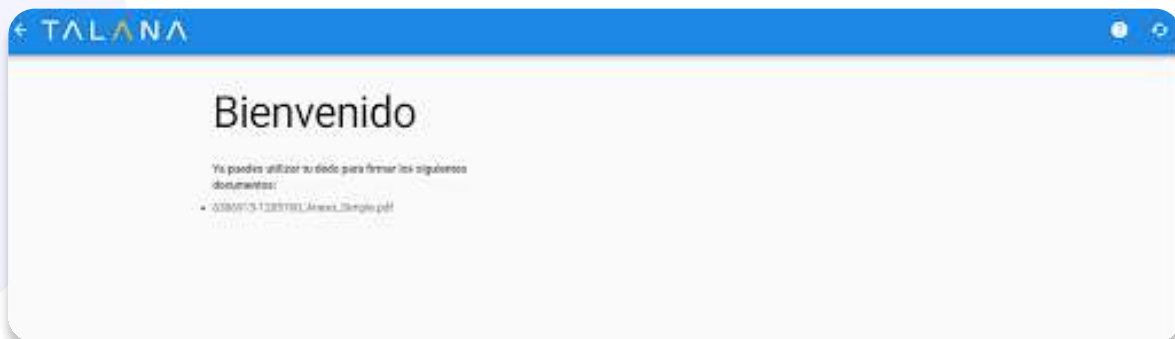 TALANA
Bienvenido
Ya puedes utilizar tu dedo para firmar los siguientes
documentos: